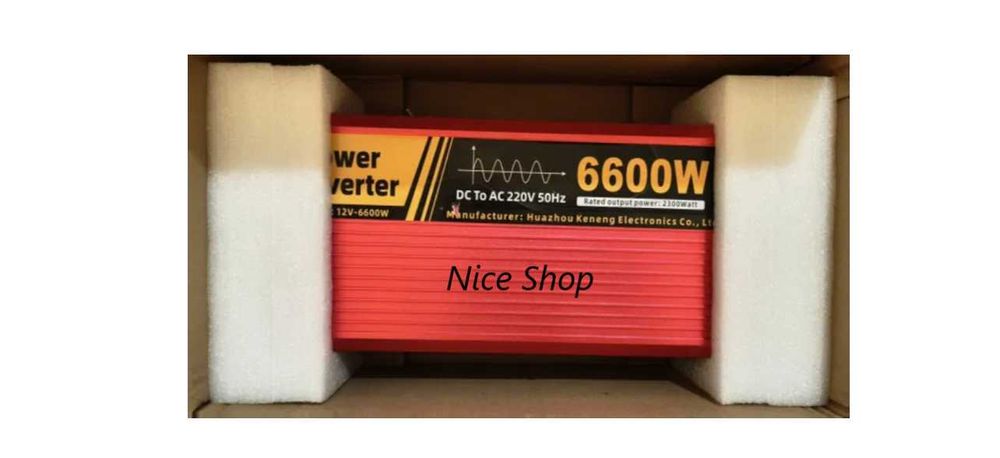 ower
verter
: 12V-6600W
DC To AC 220V 50Hz
6600W
Rated output power: 2300Watt
Manufacturer: Huazhou Keneng Electronics Co., Lt
Nice Shop